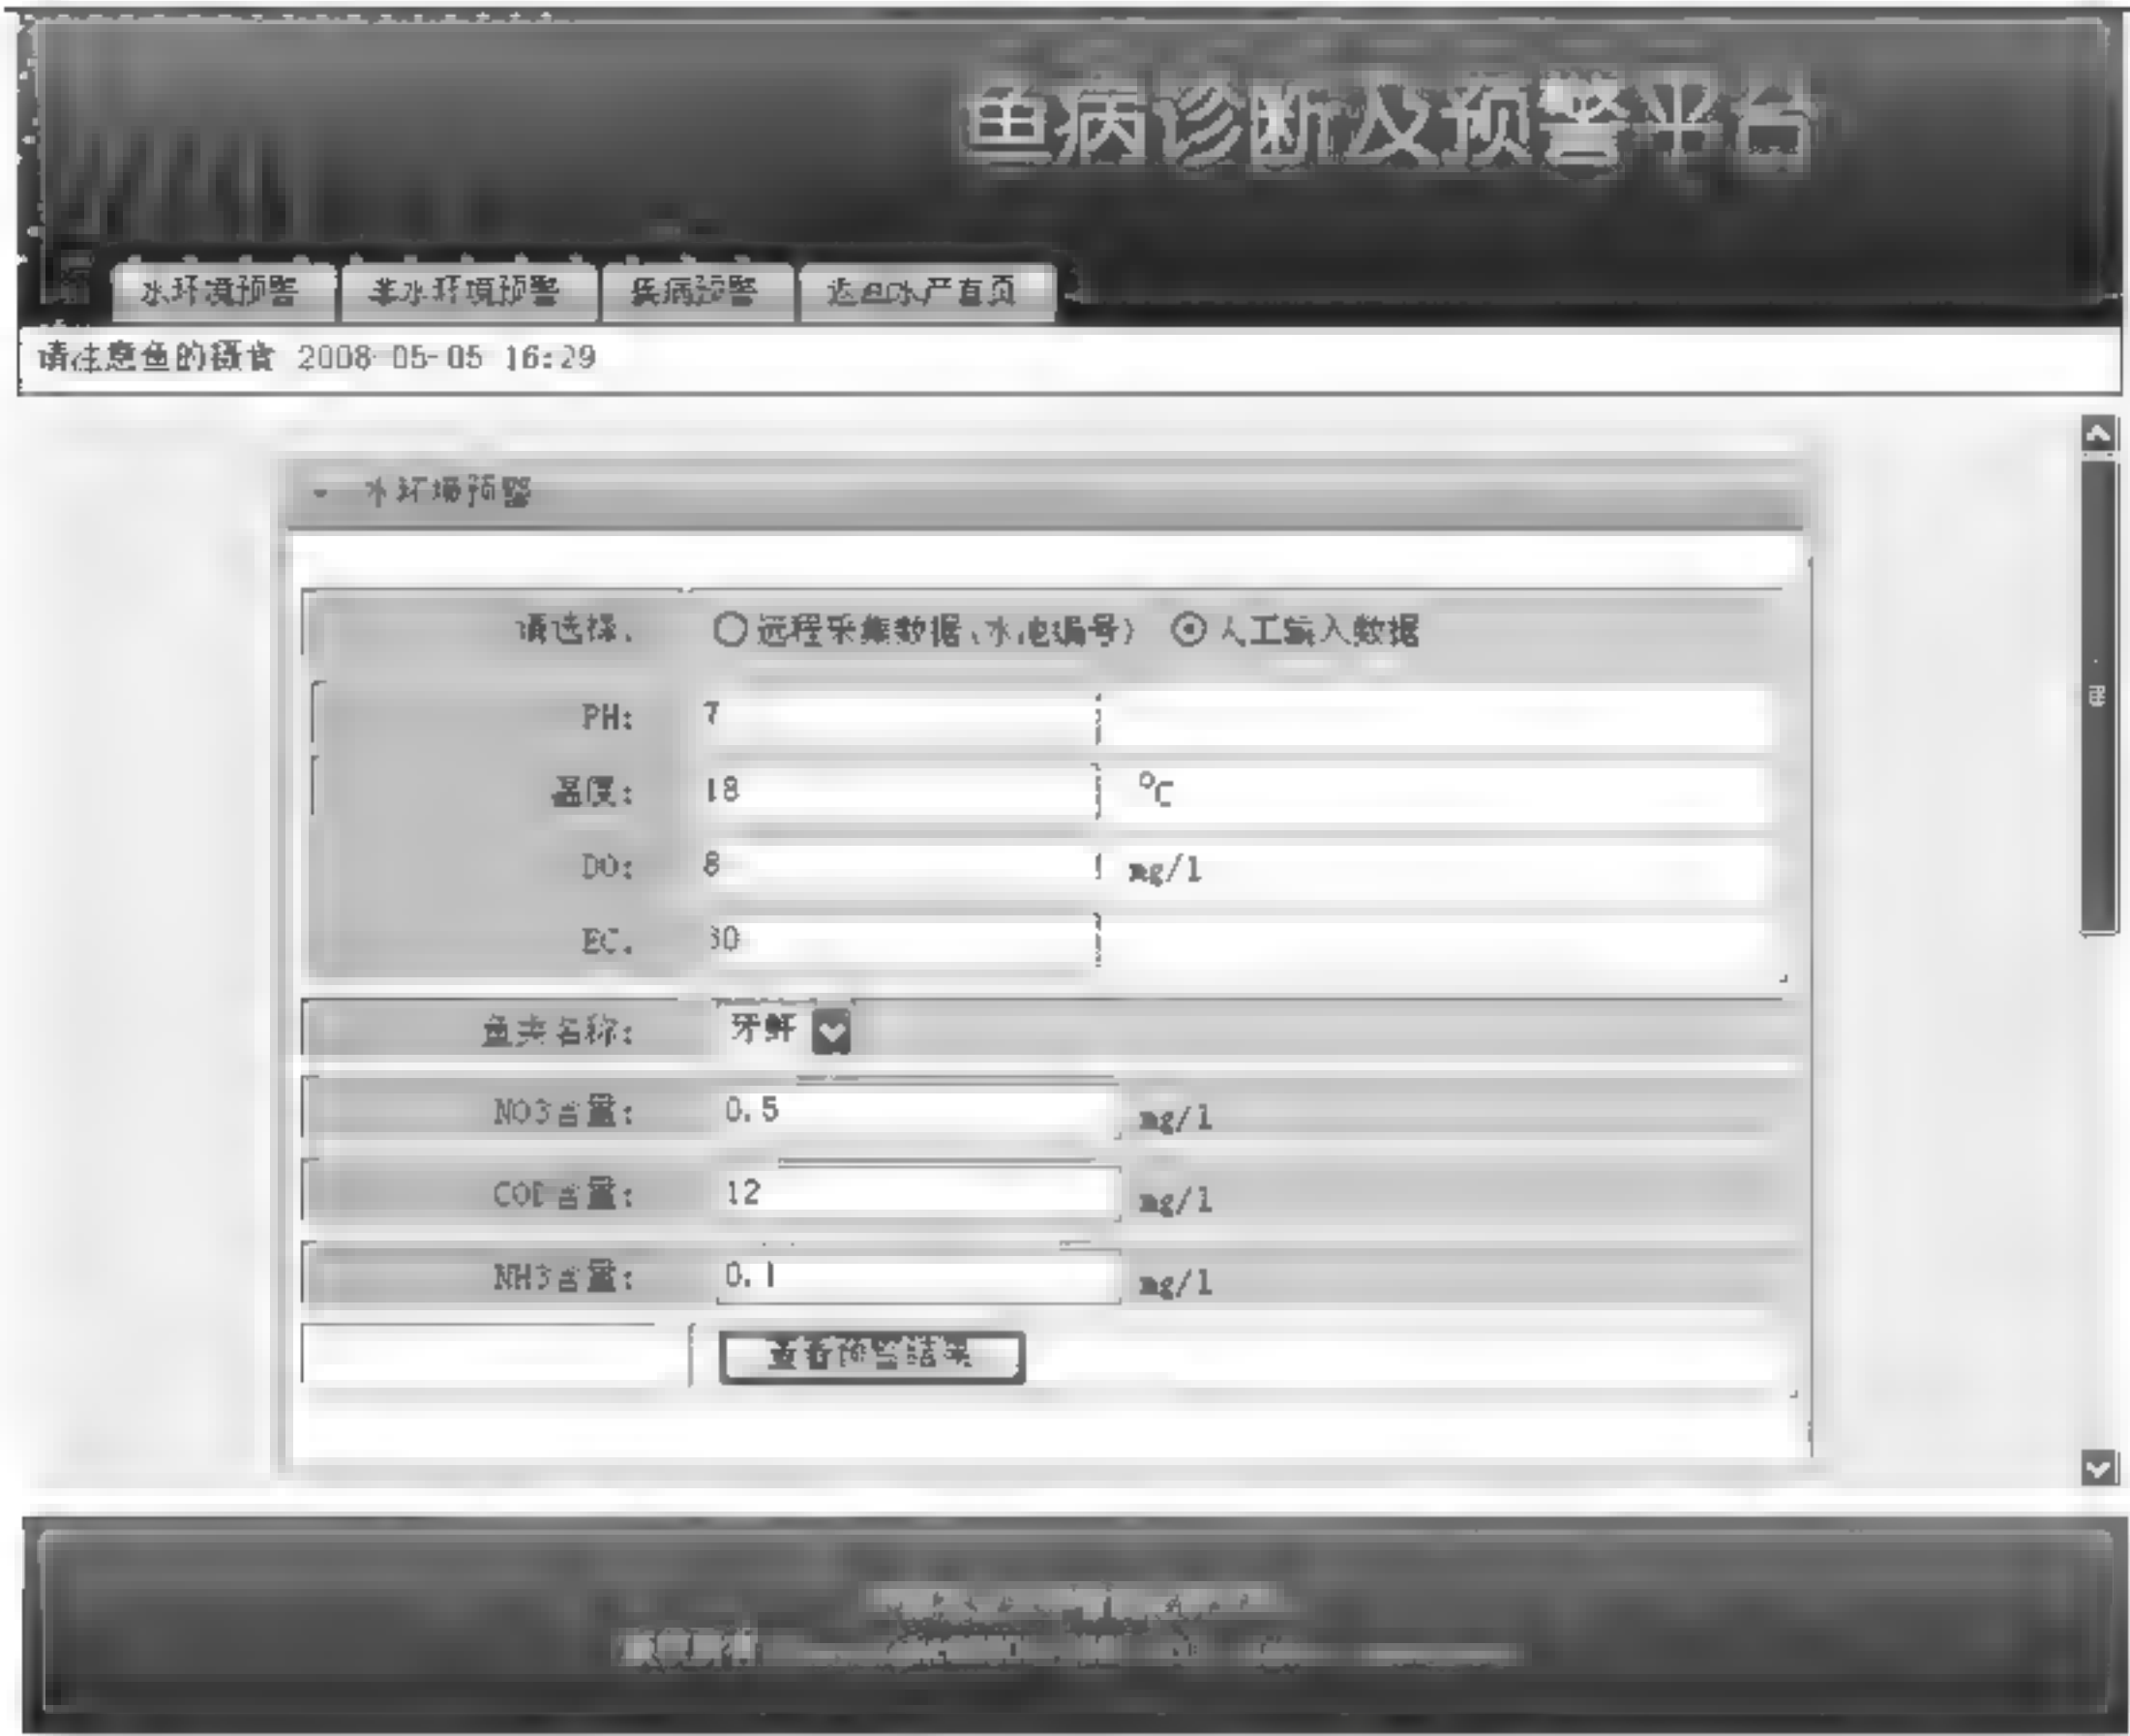 鱼病诊断及预警平台
水环境预警 非水环境预警 疾病预警 返回水产首页
请注意鱼的摄食 2008-05-05 16:29
水环境预警
请选择: 远程采集数据(水池编号) 人工输入数据
PH: 7
温度: 18 °C
DO: 8 mg/l
EC: 30
鱼类名称: 牙鲆
NO3含量: 0.5 mg/l
COD含量: 12 mg/l
NH3含量: 0.1 mg/l
查看预警结果